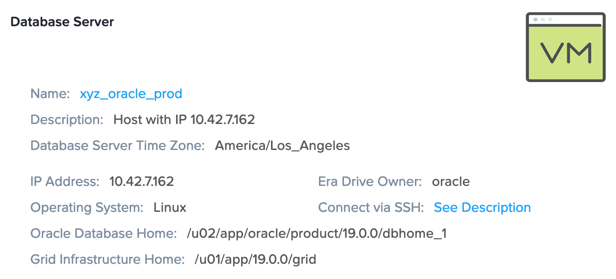 Database Server
VM
Name: xyz_oracle_prod
Description: Host with IP 10.42.7.162
Database Server Time Zone: America/Los_Angeles
IP Address: 10.42.7.162 Era Drive Owner: oracle
Operating System: Linux Connect via SSH: See Description
Oracle Database Home: /u02/app/oracle/product/19.0.0/dbhome_1
Grid Infrastructure Home: /u01/app/19.0.0/grid